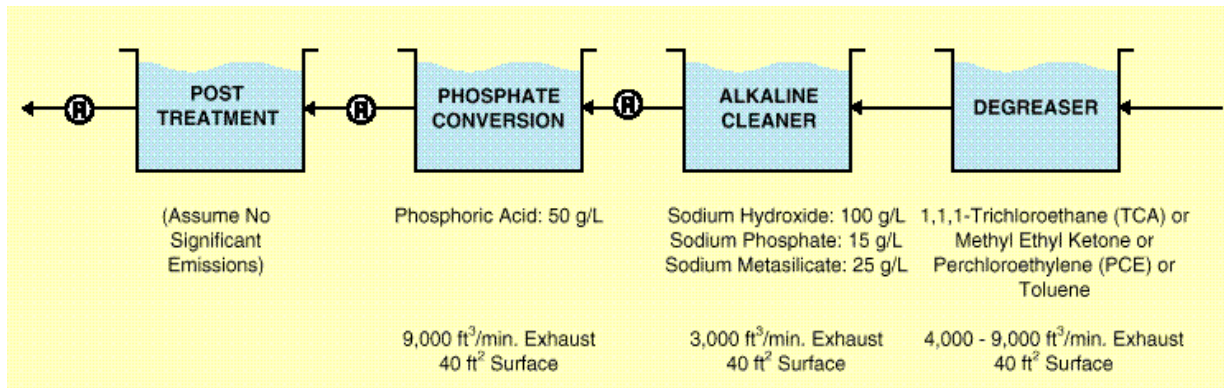 POST
TREATMENT
PHOSPHATE
CONVERSION
ALKALINE
CLEANER
DEGREASER
R
R
R
(Assume No
Significant
Emissions)
Phosphoric Acid: 50 g/L
Sodium Hydroxide: 100 g/L
Sodium Phosphate: 15 g/L
Sodium Metasilicate: 25 g/L
1,1,1-Trichloroethane (TCA) or
Methyl Ethyl Ketone or
Perchloroethylene (PCE) or
Toluene
9,000 ft³/min. Exhaust
40 ft² Surface
3,000 ft³/min. Exhaust
40 ft² Surface
4,000 - 9,000 ft³/min. Exhaust
40 ft² Surface